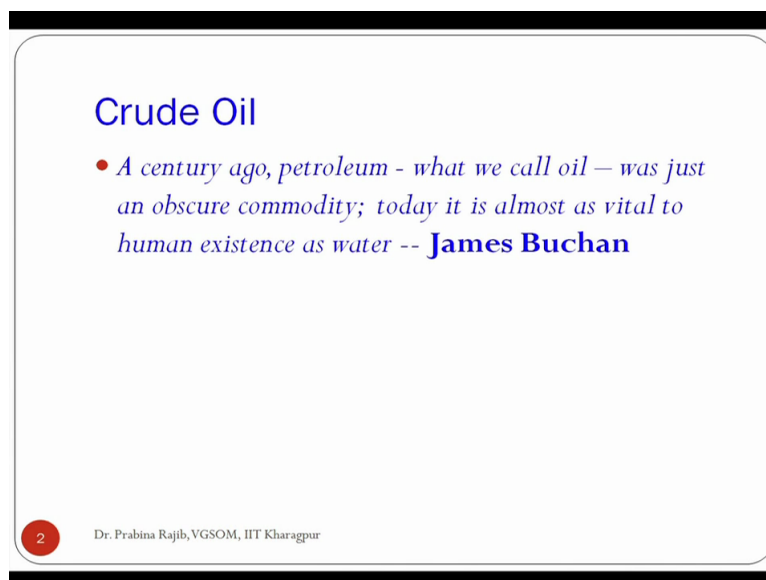 Crude Oil
• A century ago, petroleum - what we call oil – was just
an obscure commodity; today it is almost as vital to
human existence as water -- James Buchan
2
Dr. Prabina Rajib, VGSOM, IIT Kharagpur